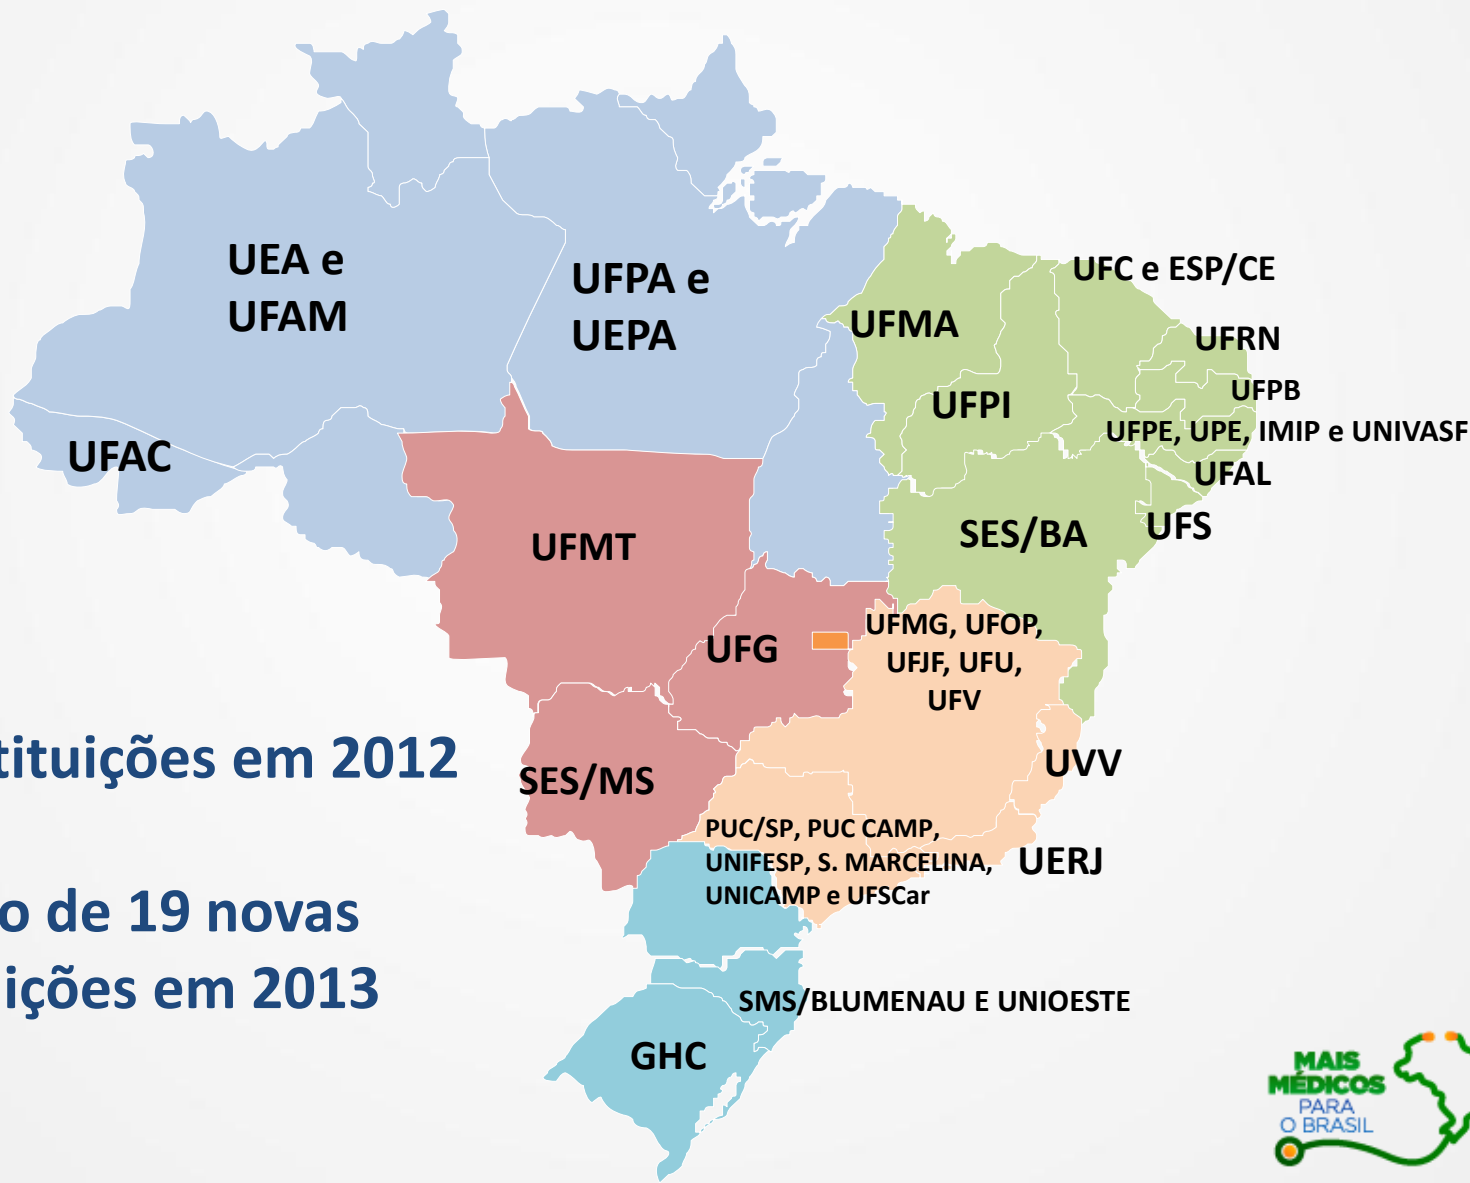 UEA e
UFAM
UFPA e
UEPA
UFC e ESP/CE
UFMA
UFRN
UFPB
UFPI
UFPE, UPE, IMIP e UNIVASF
UFAC
UFAL
UFS
SES/BA
UFMT
UFMG, UFOP,
UFJF, UFU,
UFV
UFG
tituições em 2012
SES/MS
UVV
PUC/SP, PUC CAMP,
UNIFESP, S. MARCELINA,
UNICAMP e UFSCar
UERJ
o de 19 novas
ições em 2013
SMS/BLUMENAU E UNIOESTE
GHC
MAIS
MÉDICOS
PARA
O BRASIL